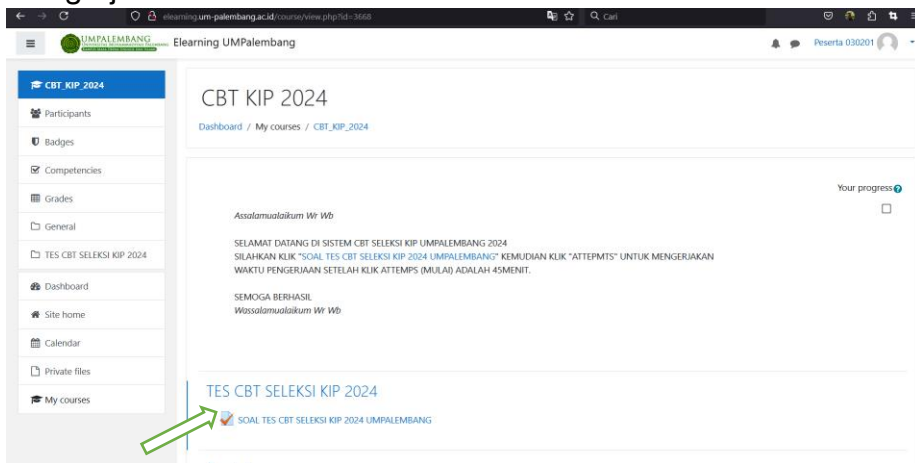 elearning.um-palembang.ac.id/course/view.php?id=3668
Cari
UMPALEMBANG
Elearning UMPalembang
Peserta 030201
CBT_KIP_2024
Participants
Badges
Competencies
Grades
General
TES CBT SELEKSI KIP 2024
Dashboard
Site home
Calendar
Private files
My courses
CBT KIP 2024
Dashboard / My courses / CBT_KIP_2024
Your progress
Assalamualaikum Wr Wb
SELAMAT DATANG DI SISTEM CBT SELEKSI KIP UMPALEMBANG 2024
SILAHKAN KLIK "SOAL TES CBT SELEKSI KIP 2024 UMPALEMBANG" KEMUDIAN KLIK "ATTEPMTS" UNTUK MENGERJAKAN
WAKTU PENGERJAAN SETELAH KLIK ATTEMPS (MULAI) ADALAH 45MENIT.
SEMOGA BERHASIL
Wassalamualaikum Wr Wb
TES CBT SELEKSI KIP 2024
SOAL TES CBT SELEKSI KIP 2024 UMPALEMBANG